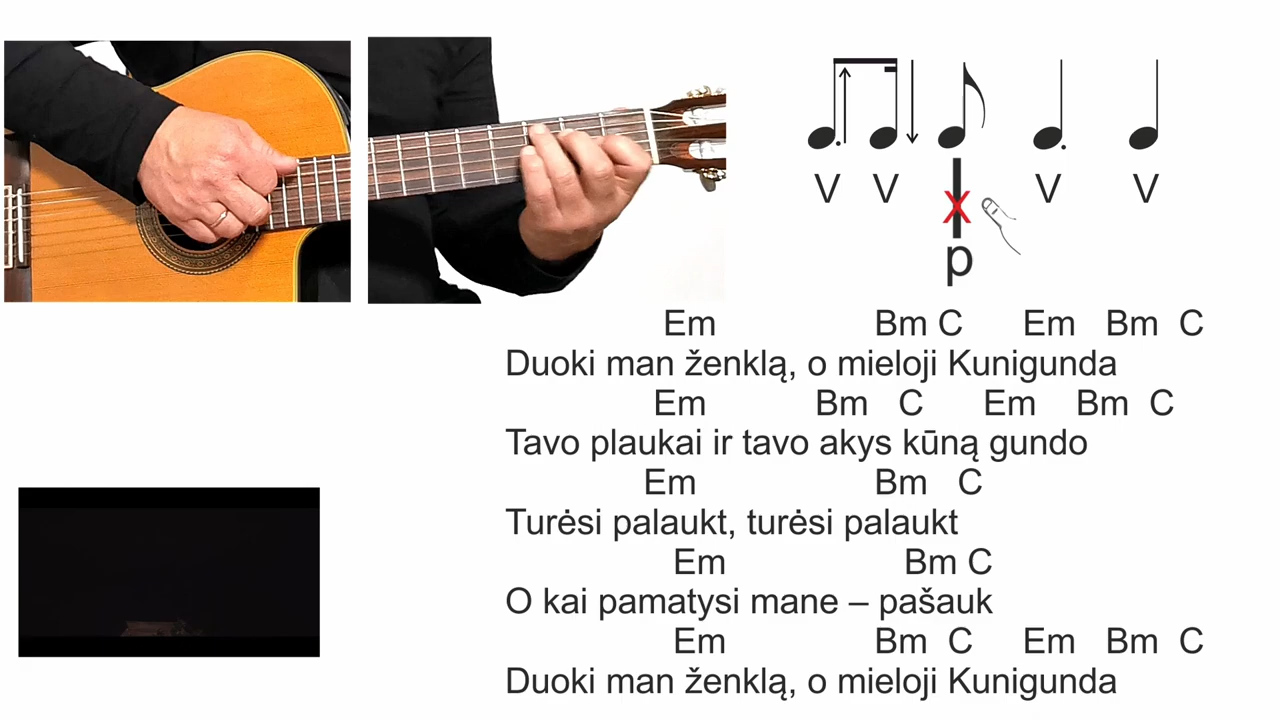 V V X V V
p
Em Bm C Em Bm C
Duoki man ženklą, o mieloji Kunigunda
Em Bm C Em Bm C
Tavo plaukai ir tavo akys kūną gundo
Em Bm C
Turėsi palaukt, turėsi palaukt
Em Bm C
O kai pamatysi mane – pašauk
Em Bm C Em Bm C
Duoki man ženklą, o mieloji Kunigunda